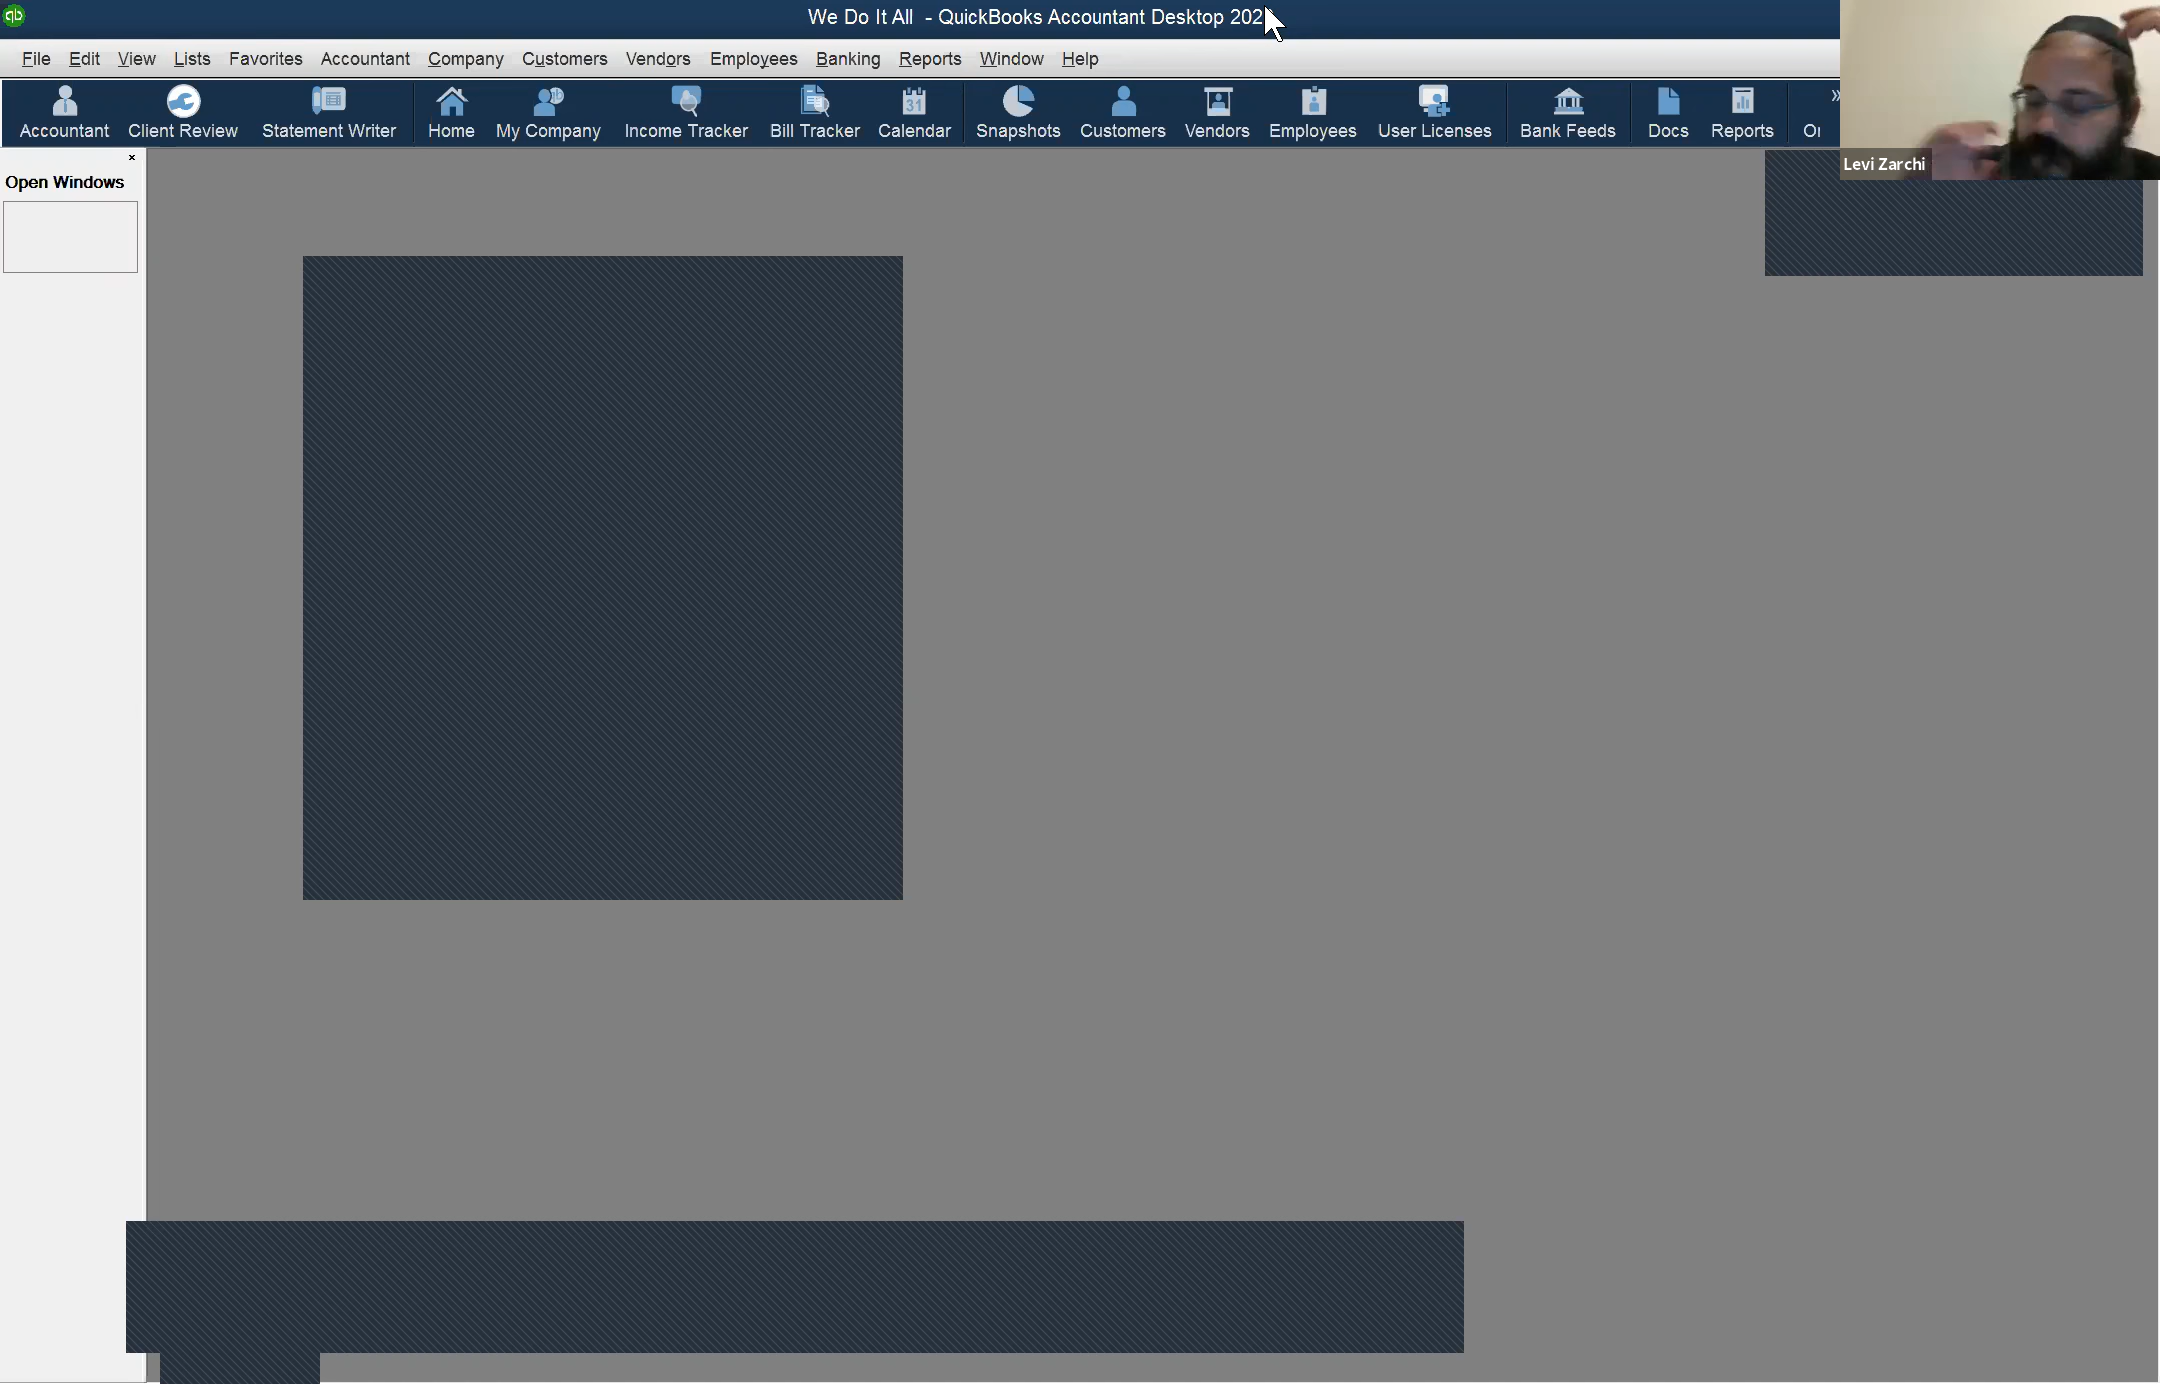 We Do It All - QuickBooks Accountant Desktop 202
File Edit View Lists Favorites Accountant Company Customers Vendors Employees Banking Reports Window Help
Accountant Client Review Statement Writer Home My Company Income Tracker Bill Tracker Calendar Snapshots Customers Vendors Employees User Licenses Bank Feeds Docs Reports
Levi Zarchi
Open Windows